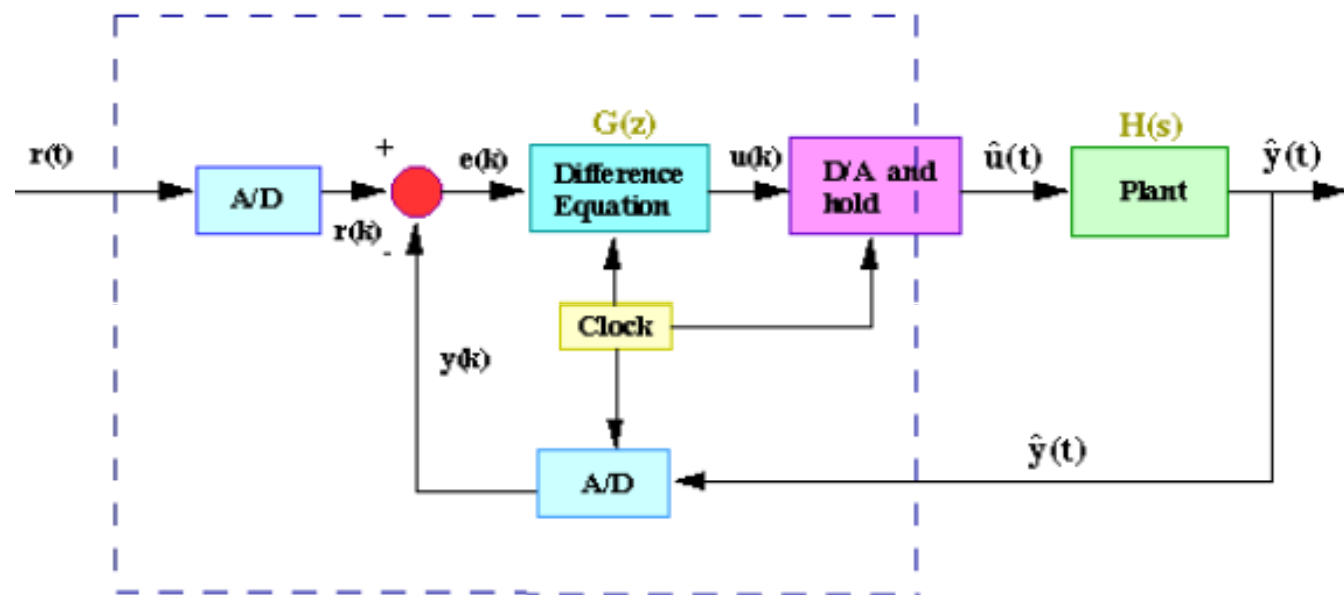 G(z)
H(s)
r(t)
+
e(k)
u(k)
û(t)
ŷ(t)
A/D
Difference
Equation
D/A and
hold
Plant
r(k)
-
Clock
y(k)
A/D
ŷ(t)